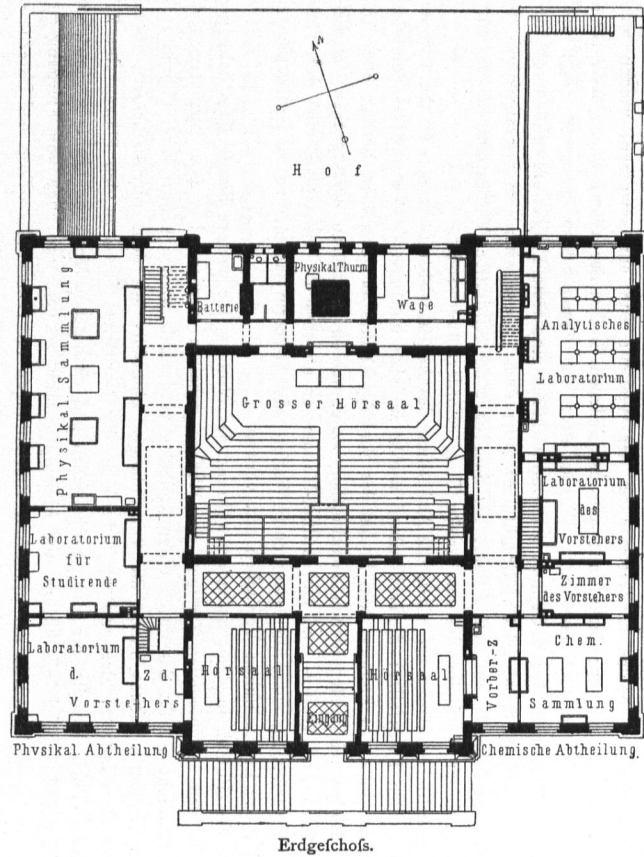 N
Hof
Physikal Thurm
Batterie
Wage
Physikal Sammlung
Analytisches
Laboratorium
Grosser Hörsaal
Laboratorium
für
Studirende
Laboratorium
des
Vorstehers
Zimmer
des Vorstehers
Laboratorium
d.
Vorstehers
Z d.
Hörsaal
Eingang
Hörsaal
Vorber.-Z
Chem.
Sammlung
Physikal. Abtheilung
Chemische Abtheilung.
Erdgeſchoſs.